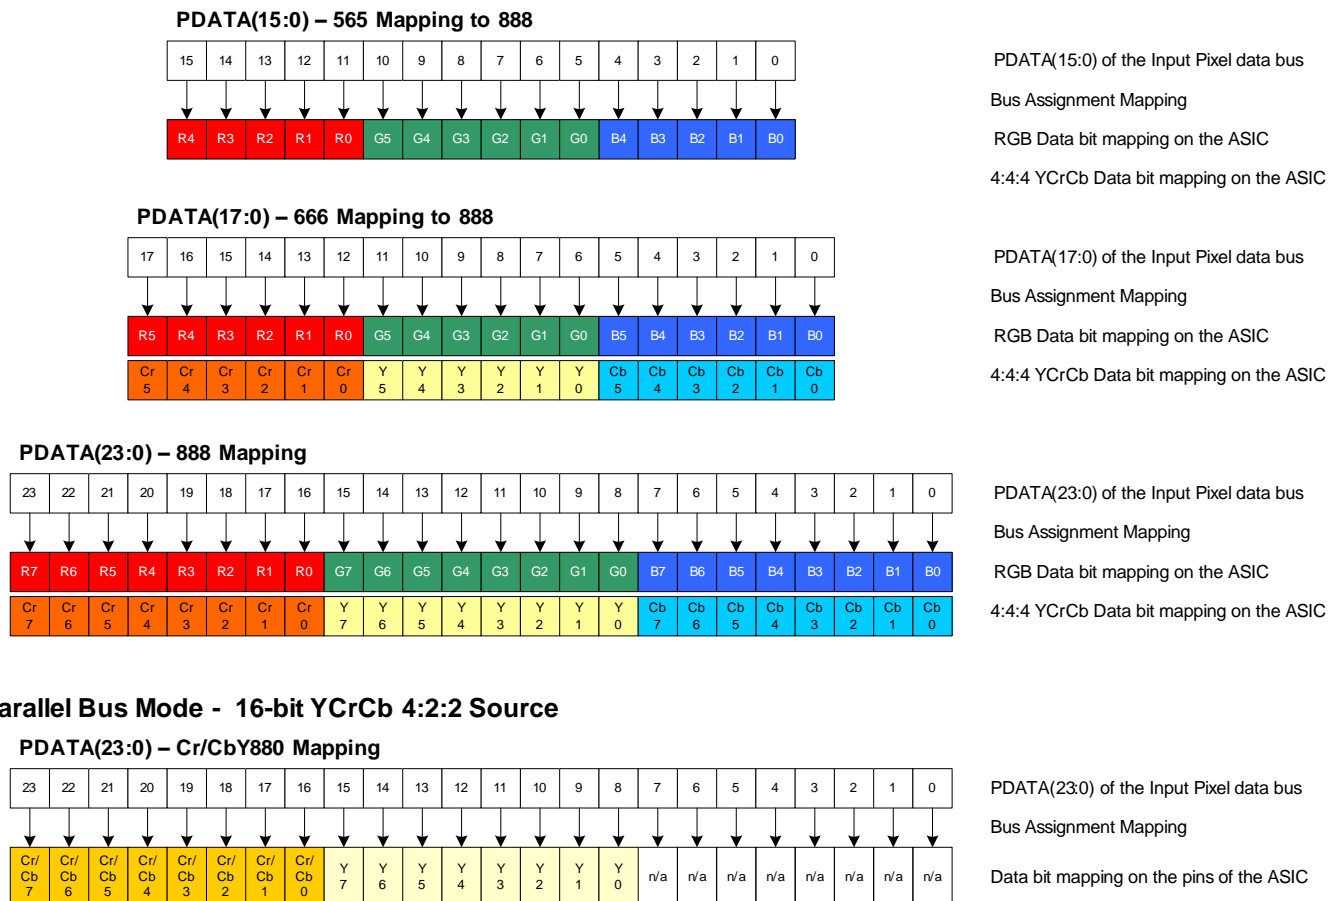 PDATA(15:0) – 565 Mapping to 888
15 14 13 12 11 10 9 8 7 6 5 4 3 2 1 0 PDATA(15:0) of the Input Pixel data bus
Bus Assignment Mapping
R4 R3 R2 R1 R0 G5 G4 G3 G2 G1 G0 B4 B3 B2 B1 B0 RGB Data bit mapping on the ASIC
4:4:4 YCrCb Data bit mapping on the ASIC
PDATA(17:0) – 666 Mapping to 888
17 16 15 14 13 12 11 10 9 8 7 6 5 4 3 2 1 0 PDATA(17:0) of the Input Pixel data bus
Bus Assignment Mapping
R5 R4 R3 R2 R1 R0 G5 G4 G3 G2 G1 G0 B5 B4 B3 B2 B1 B0 RGB Data bit mapping on the ASIC
Cr Cr Cr Cr Cr Cr Y Y Y Y Y Y Cb Cb Cb Cb Cb Cb 4:4:4 YCrCb Data bit mapping on the ASIC
5 4 3 2 1 0 5 4 3 2 1 0 5 4 3 2 1 0
PDATA(23:0) – 888 Mapping
23 22 21 20 19 18 17 16 15 14 13 12 11 10 9 8 7 6 5 4 3 2 1 0 PDATA(23:0) of the Input Pixel data bus
Bus Assignment Mapping
R7 R6 R5 R4 R3 R2 R1 R0 G7 G6 G5 G4 G3 G2 G1 G0 B7 B6 B5 B4 B3 B2 B1 B0 RGB Data bit mapping on the ASIC
Cr Cr Cr Cr Cr Cr Cr Cr Y Y Y Y Y Y Y Y Cb Cb Cb Cb Cb Cb Cb Cb 4:4:4 YCrCb Data bit mapping on the ASIC
7 6 5 4 3 2 1 0 7 6 5 4 3 2 1 0 7 6 5 4 3 2 1 0
arallel Bus Mode - 16-bit YCrCb 4:2:2 Source
PDATA(23:0) – Cr/CbY880 Mapping
23 22 21 20 19 18 17 16 15 14 13 12 11 10 9 8 7 6 5 4 3 2 1 0 PDATA(23:0) of the Input Pixel data bus
Bus Assignment Mapping
Cr/ Cr/ Cr/ Cr/ Cr/ Cr/ Cr/ Cr/ Y Y Y Y Y Y Y Y n/a n/a n/a n/a n/a n/a n/a n/a Data bit mapping on the pins of the ASIC
Cb Cb Cb Cb Cb Cb Cb Cb 7 6 5 4 3 2 1 0
7 6 5 4 3 2 1 0